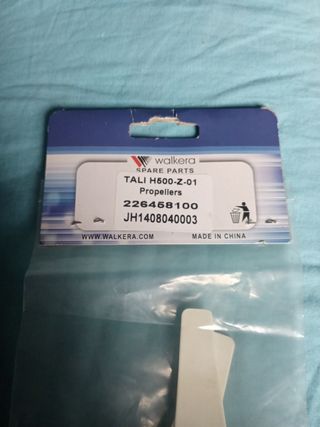 walkera
SPARE PARTS
TALI H500-Z-01
Propellers
226458100
JH1408040003
WWW.WALKERA.COM MADE IN CHINA